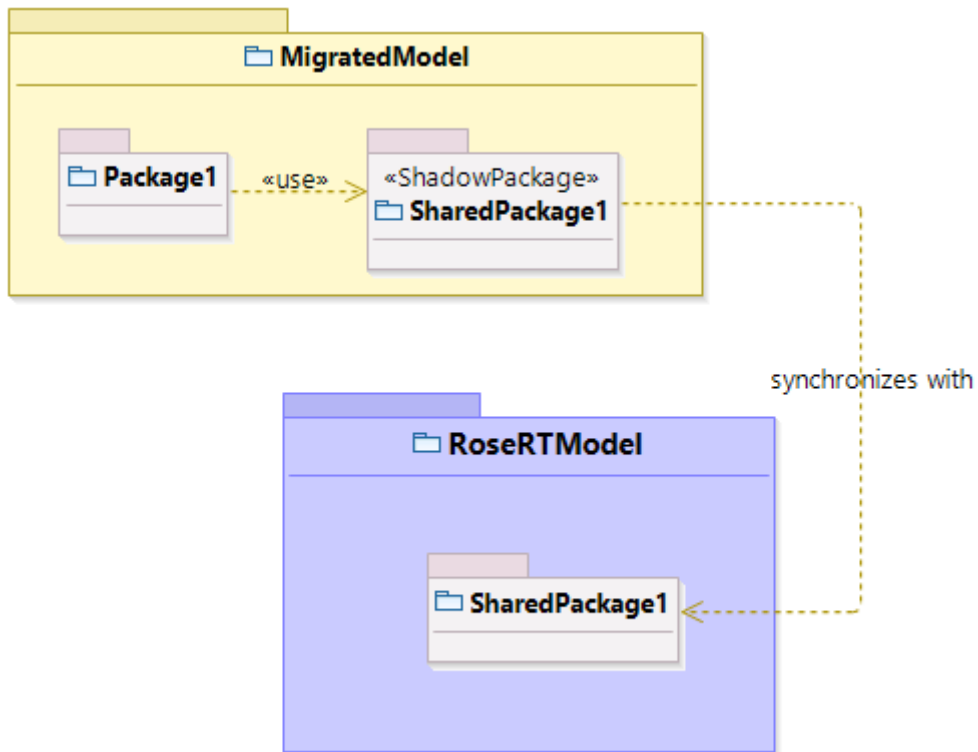 MigratedModel
Package1
«use»
«ShadowPackage»
SharedPackage1
synchronizes with
RoseRTModel
SharedPackage1